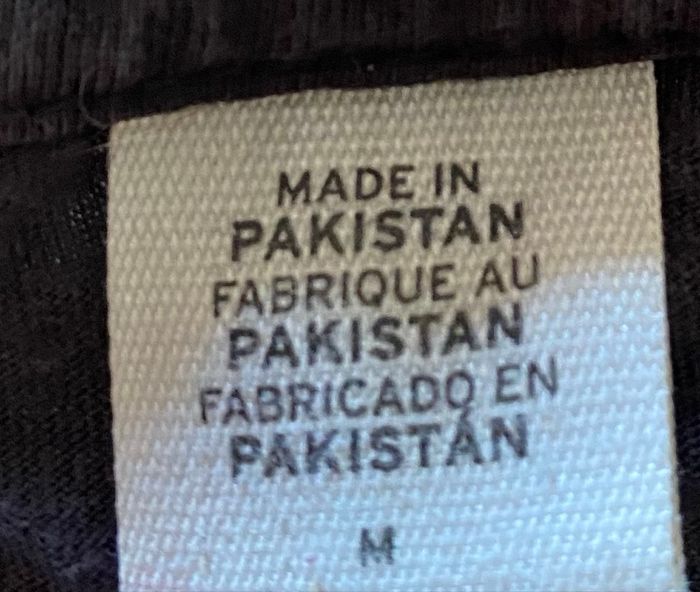 MADE IN
PAKISTAN
FABRIQUE AU
PAKISTAN
FABRICADO EN
PAKISTÁN
M